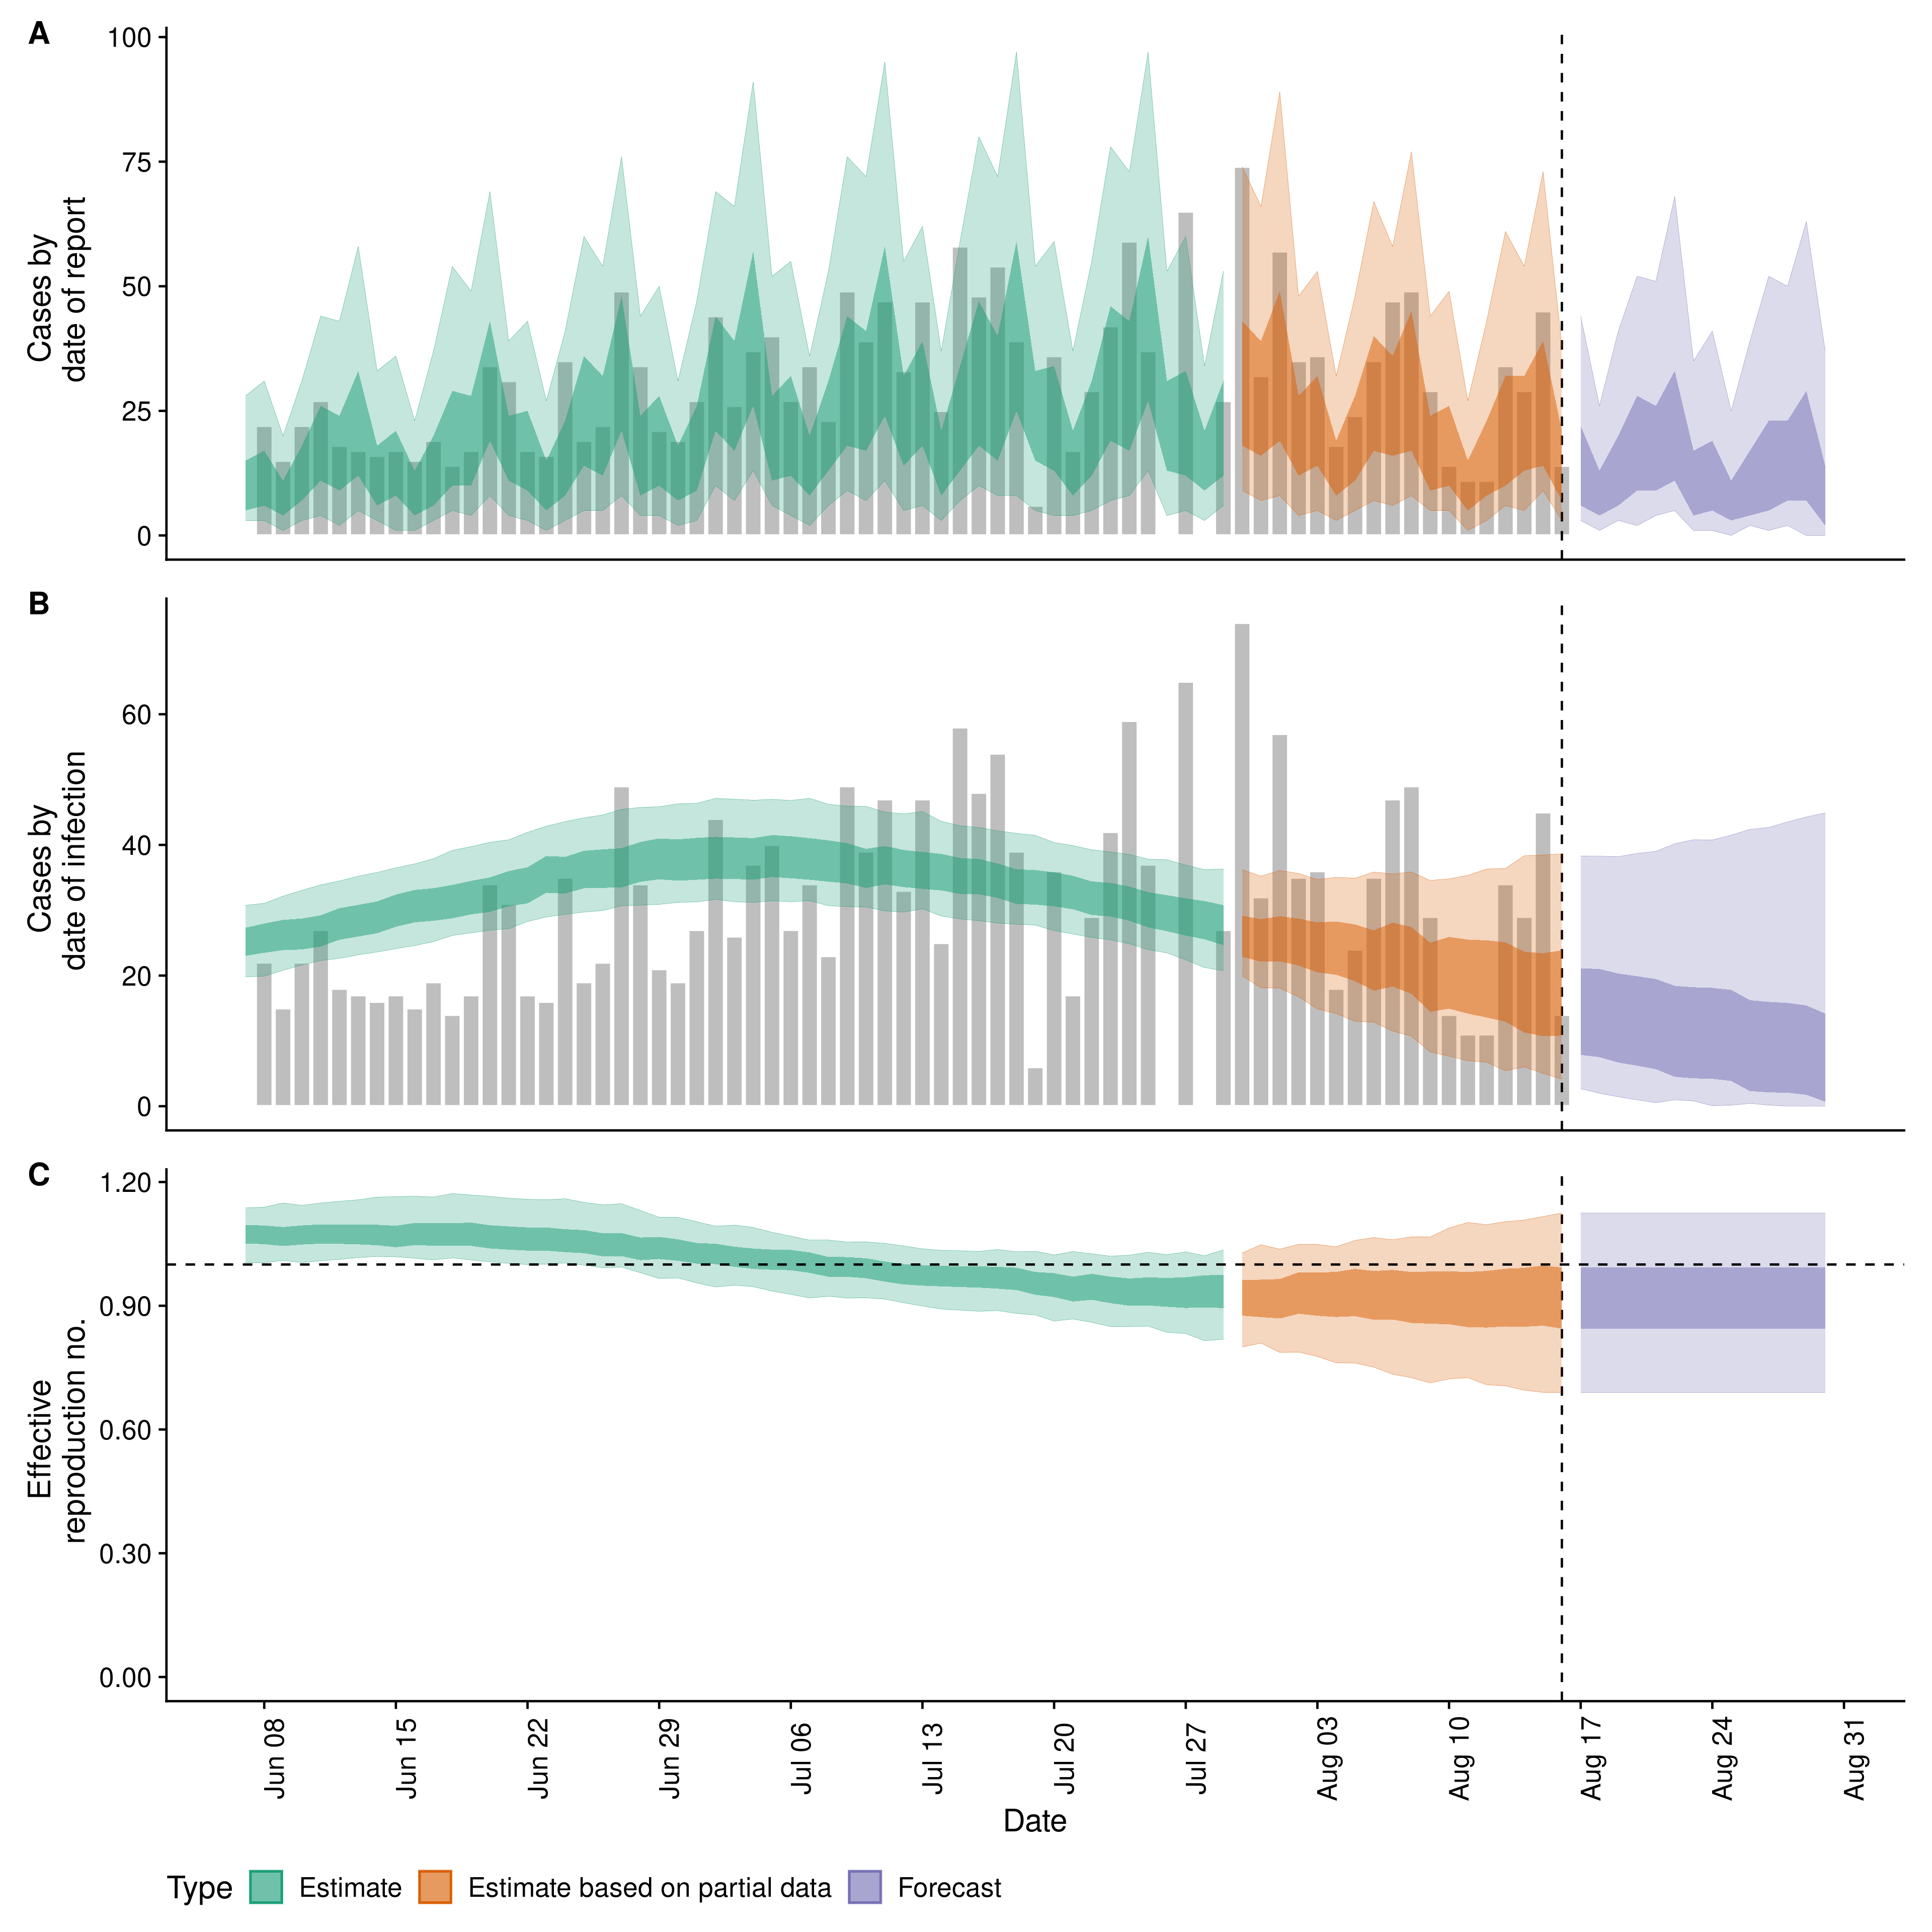 A
Cases by
date of report
100
75
50
25
0
B
Cases by
date of infection
60
40
20
0
C
Effective
reproduction no.
1.20
0.90
0.60
0.30
0.00
Jun 08
Jun 15
Jun 22
Jun 29
Jul 06
Jul 13
Jul 20
Jul 27
Aug 03
Aug 10
Aug 17
Aug 24
Aug 31
Date
Type Estimate Estimate based on partial data Forecast